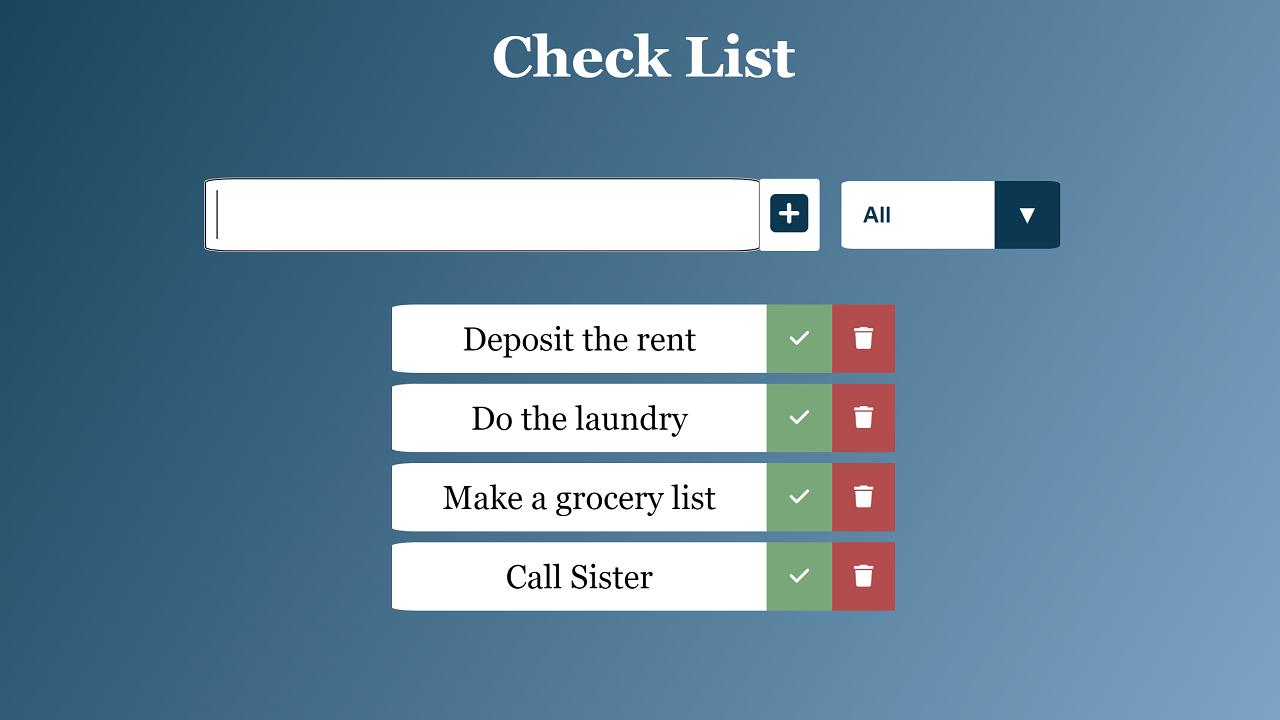 Check List
All ▼
Deposit the rent
Do the laundry
Make a grocery list
Call Sister